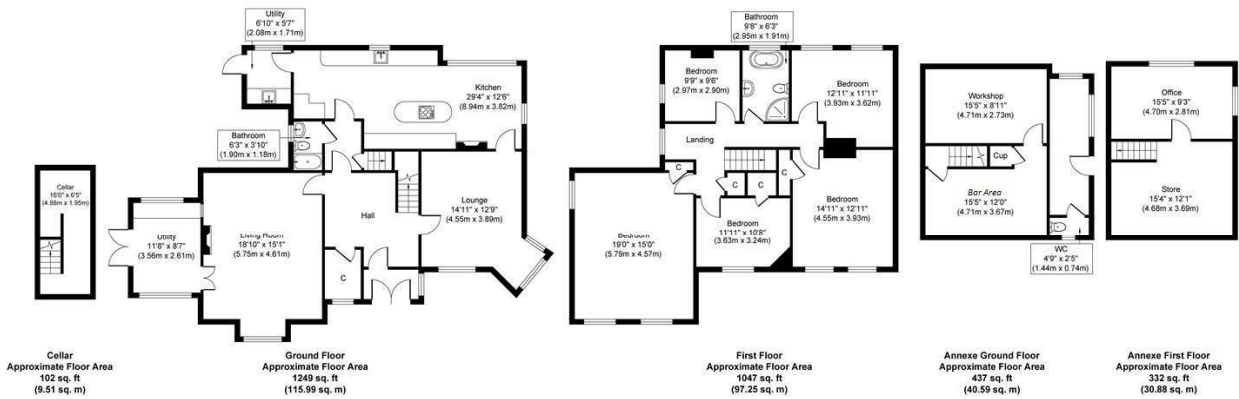 Utility
6'10" x 5'7"
(2.08m x 1.71m)
Kitchen
29'4" x 12'6"
(8.94m x 3.82m)
Bathroom
6'3" x 3'10"
(1.90m x 1.18m)
Cellar
16'0" x 6'5"
(4.88m x 1.95m)
Utility
11'8" x 8'7"
(3.56m x 2.61m)
Living Room
18'10" x 15'1"
(5.75m x 4.61m)
Hall
C
Lounge
14'11" x 12'9"
(4.55m x 3.89m)
Bathroom
9'8" x 6'3"
(2.95m x 1.91m)
Bedroom
9'9" x 9'6"
(2.97m x 2.90m)
Bedroom
12'11" x 11'11"
(3.93m x 3.62m)
Landing
C
C
C
C
Bedroom
19'0" x 15'0"
(5.79m x 4.57m)
Bedroom
11'11" x 10'8"
(3.63m x 3.24m)
Bedroom
14'11" x 12'11"
(4.55m x 3.93m)
Workshop
15'5" x 8'11"
(4.71m x 2.73m)
Cup
Bar Area
15'5" x 12'0"
(4.71m x 3.67m)
WC
4'9" x 2'5"
(1.44m x 0.74m)
Office
15'5" x 9'3"
(4.70m x 2.81m)
Store
15'4" x 12'1"
(4.68m x 3.69m)
Cellar
Approximate Floor Area
102 sq. ft
(9.51 sq. m)
Ground Floor
Approximate Floor Area
1249 sq. ft
(115.99 sq. m)
First Floor
Approximate Floor Area
1047 sq. ft
(97.25 sq. m)
Annexe Ground Floor
Approximate Floor Area
437 sq. ft
(40.59 sq. m)
Annexe First Floor
Approximate Floor Area
332 sq. ft
(30.88 sq. m)